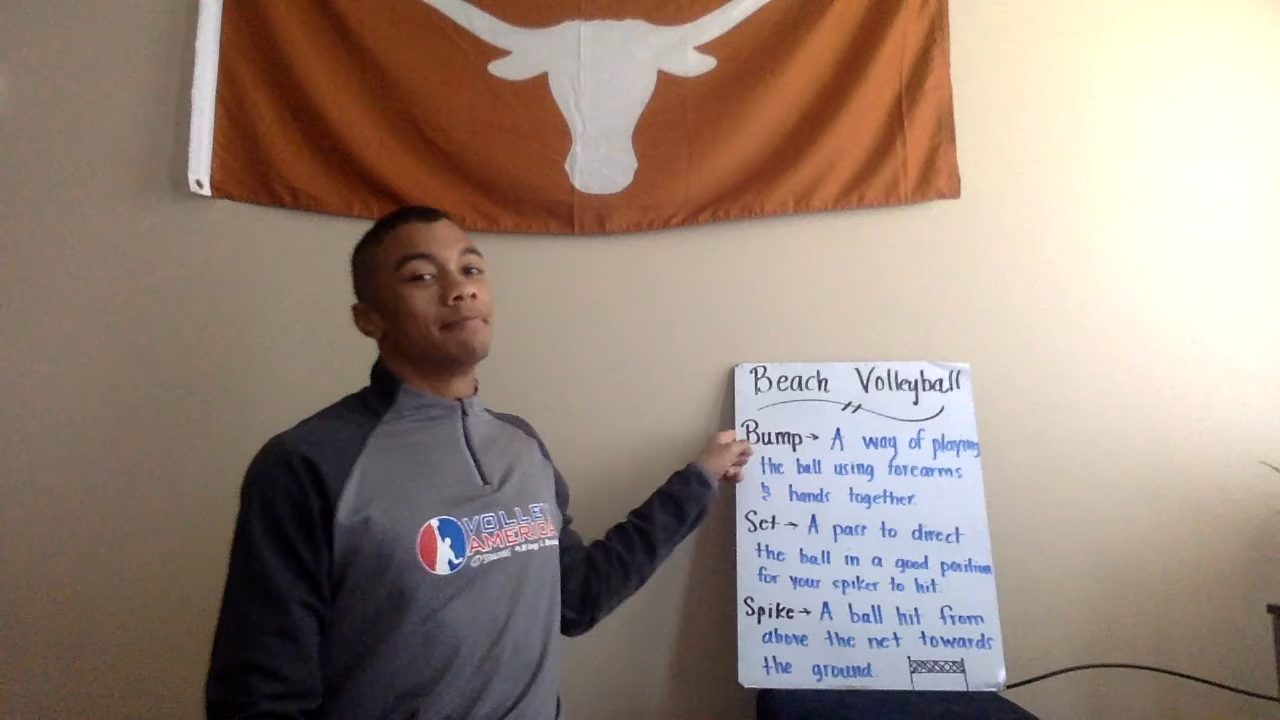 VOLLEY
AMERICA
Beach Volleyball
Bump→ A way of playing
the ball using forearms
& hands together.
Set→ A pass to direct
the ball in a good position
for your spiker to hit.
Spike→ A ball hit from
above the net towards
the ground.